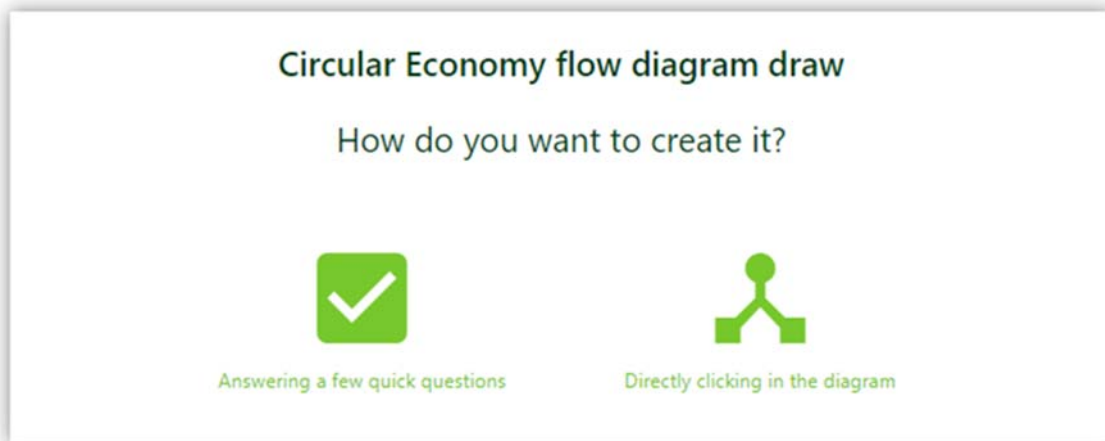 Circular Economy flow diagram draw
How do you want to create it?
Answering a few quick questions
Directly clicking in the diagram